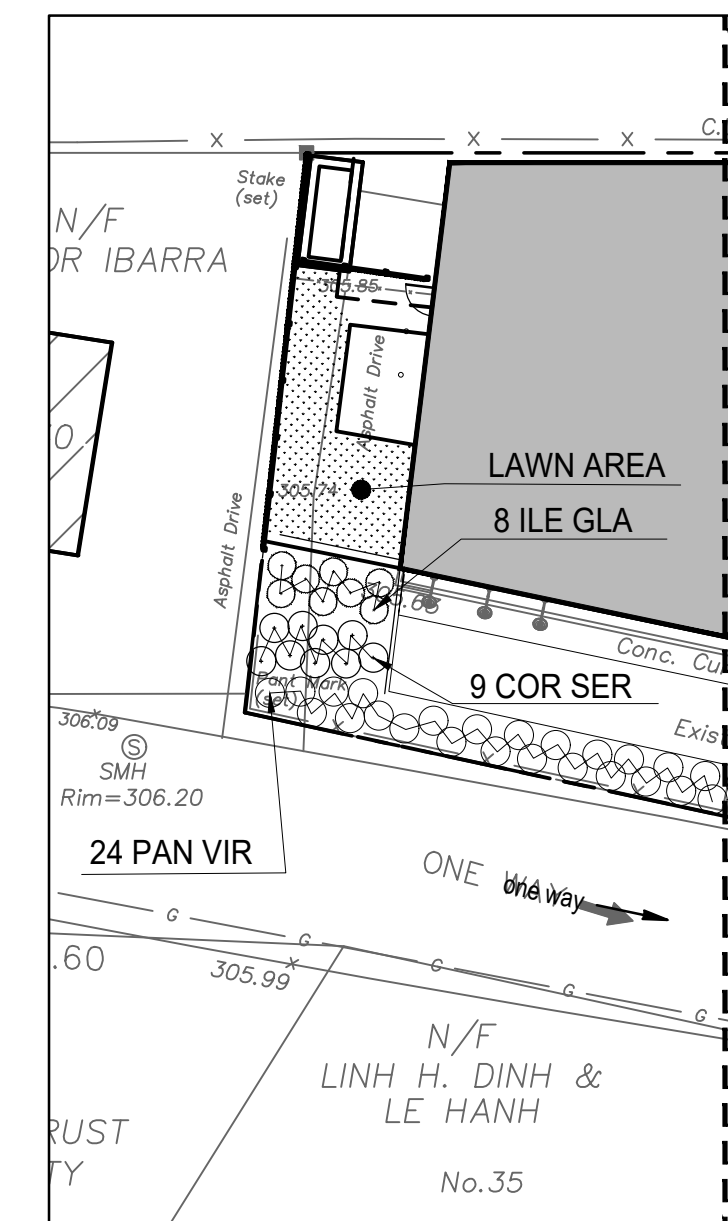 X
X
X
C.
Stake
(set)
N/F
OR IBARRA
305.85
Asphalt Drive
LAWN AREA
305.74
8 ILE GLA
Asphalt Drive
Conc.
9 COR SER
(set)
306.09
S
SMH
Rim=306.20
24 PAN VIR
ONE WAY
one way
G
G
G
G
G
.60
305.99
N/F
LINH H. DINH &
LE HANH
RUST
TY
No.35